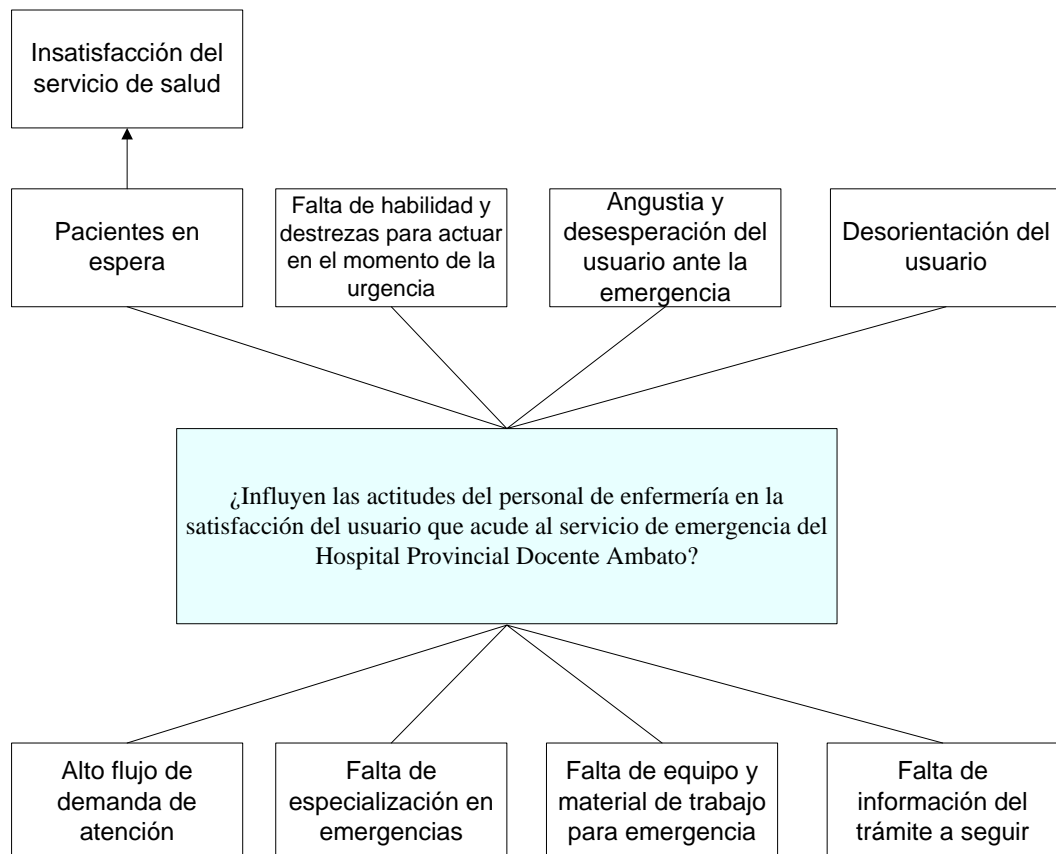 Insatisfacción del
servicio de salud
Pacientes en
espera
Falta de habilidad y
destrezas para actuar
en el momento de la
urgencia
Angustia y
desesperación del
usuario ante la
emergencia
Desorientación del
usuario
¿Influyen las actitudes del personal de enfermería en la
satisfacción del usuario que acude al servicio de emergencia del
Hospital Provincial Docente Ambato?
Alto flujo de
demanda de
atención
Falta de
especialización en
emergencias
Falta de equipo y
material de trabajo
para emergencia
Falta de
información del
trámite a seguir